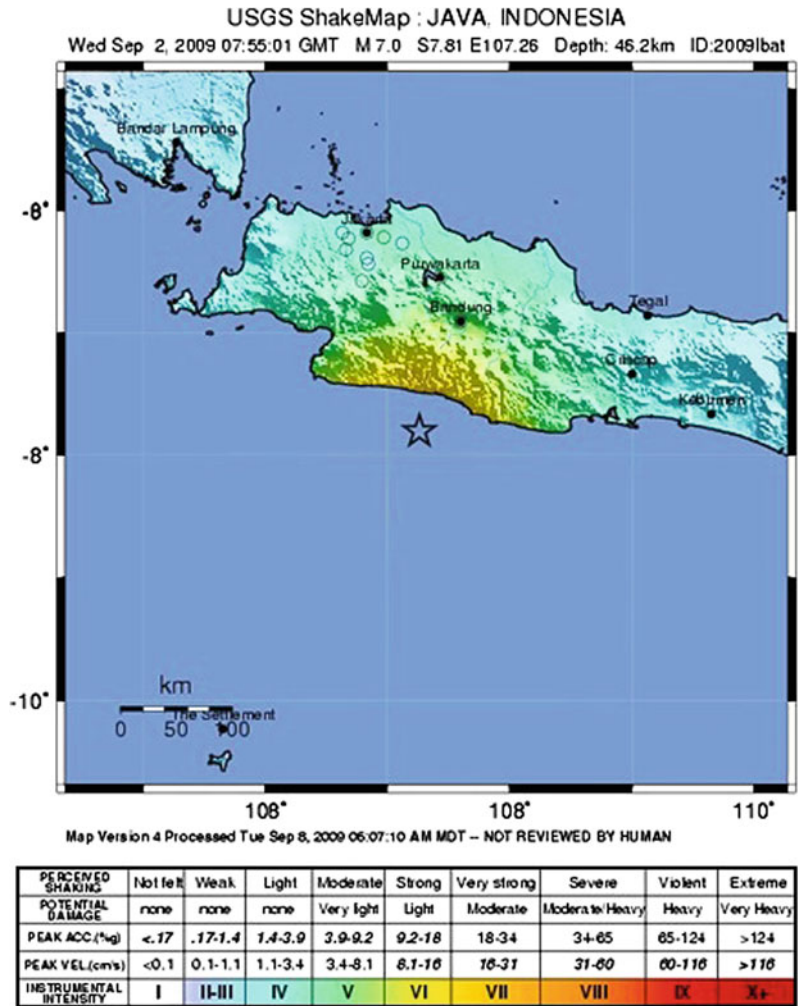 USGS ShakeMap : JAVA, INDONESIA
Wed Sep 2, 2009 07:55:01 GMT M 7.0 S7.81 E107.26 Depth: 46.2km ID:2009lbat
Bandar Lampung
-8°
Jakarta
Purwakarta
Bandung
Tegal
Cilacap
Kebumen
-8°
-10°
km
The Settlement
0 50 100
108° 108° 110°
Map Version 4 Processed Tue Sep 8, 2009 06:07:10 AM MDT -- NOT REVIEWED BY HUMAN
PERCEIVED SHAKING Not felt Weak Light Moderate Strong Very strong Severe Violent Extreme
POTENTIAL DAMAGE none none none Very light Light Moderate Moderate/Heavy Heavy Very Heavy
PEAK ACC.(%g) <.17 .17-1.4 1.4-3.9 3.9-9.2 9.2-18 18-34 34-65 65-124 >124
PEAK VEL.(cm/s) <0.1 0.1-1.1 1.1-3.4 3.4-8.1 8.1-16 16-31 31-60 60-116 >116
INSTRUMENTAL INTENSITY I II-III IV V VI VII VIII IX X+